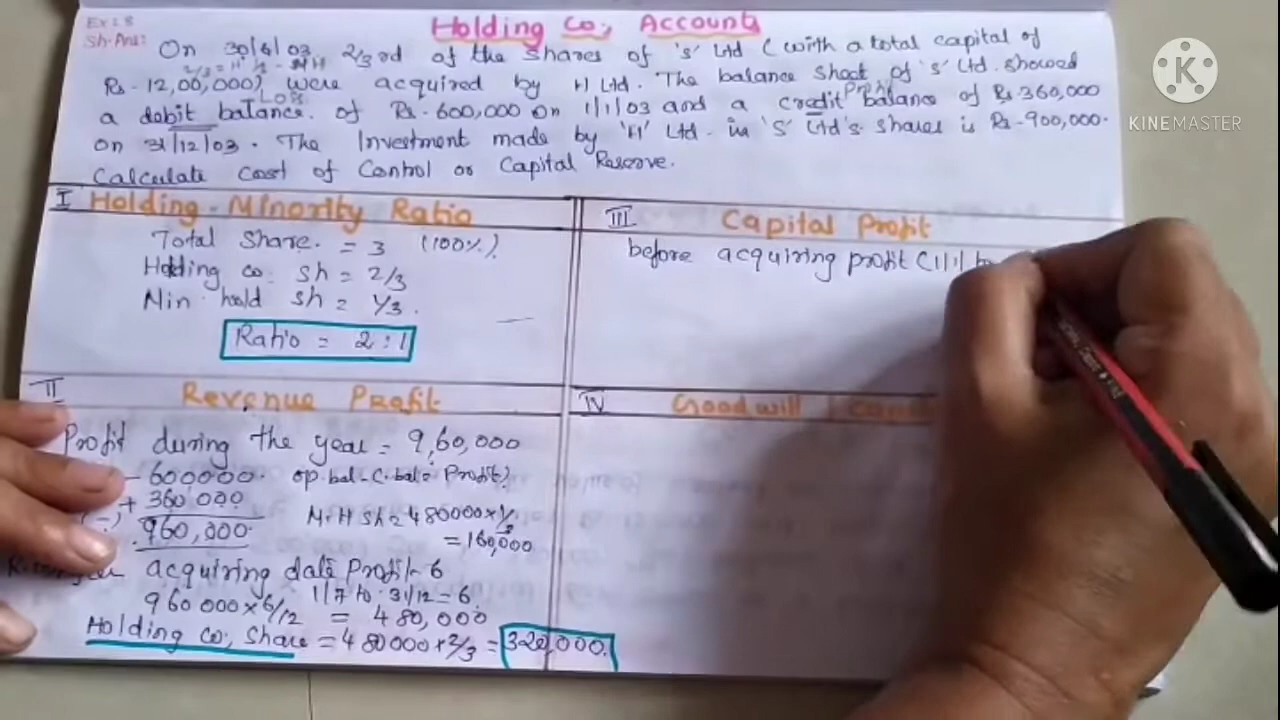 Ex: 8
Holding Co, Accounts
Sh. Ans:
On 30/6/03 2/3rd of the shares of 'S' Ltd (with a total capital of
Rs. 12,00,000) were acquired by H Ltd. The balance sheet of 'S' Ltd. showed
Loss
Profit
a debit balance of Rs. 600,000 on 1/1/03 and a credit balance of Rs. 360,000
on 31/12/03. The Investment made by 'H' Ltd. in 'S' Ltd's. shares is Rs. 900,000.
Calculate Cost of Control or Capital Reserve.
I Holding-Minority Ratio
Total Share. = 3 (100%)
Holding co. sh = 2/3
Min. hold sh = 1/3.
Ratio = 2:1
II Revenue Profit
Profit during the year = 9,60,000
- 600000. op. bal - C. bal = Profit)
+ 360 000
(-)
960,000.
M.H Sh = 480000 x 1/3
= 160,000
acquiring date Profit - 6
1/7 to 31/12 = 6.
960 000 x 6/12 = 480,000
Holding co, Share = 480000 x 2/3 = 320,000.
III Capital Profit
before acquiring profit (1/1 to
IV Goodwill
KINEMASTER